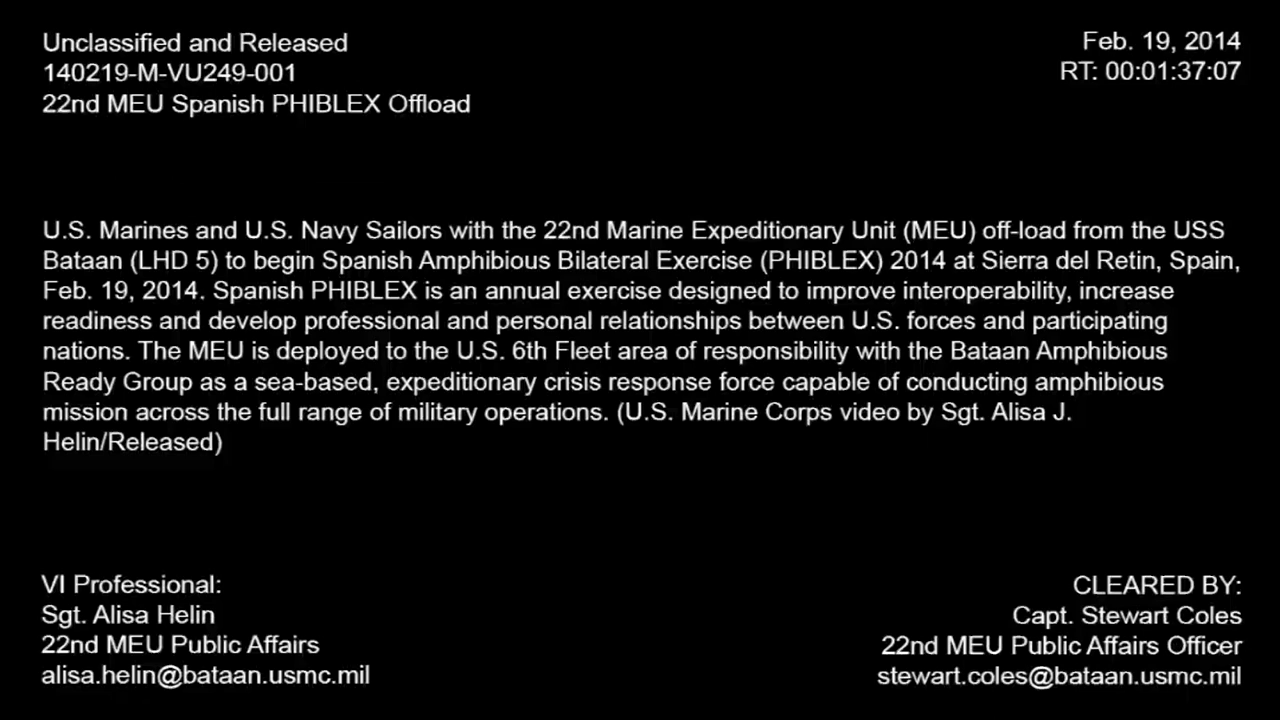 Unclassified and Released
140219-M-VU249-001
22nd MEU Spanish PHIBLEX Offload
Feb. 19, 2014
RT: 00:01:37:07
U.S. Marines and U.S. Navy Sailors with the 22nd Marine Expeditionary Unit (MEU) off-load from the USS
Bataan (LHD 5) to begin Spanish Amphibious Bilateral Exercise (PHIBLEX) 2014 at Sierra del Retin, Spain,
Feb. 19, 2014. Spanish PHIBLEX is an annual exercise designed to improve interoperability, increase
readiness and develop professional and personal relationships between U.S. forces and participating
nations. The MEU is deployed to the U.S. 6th Fleet area of responsibility with the Bataan Amphibious
Ready Group as a sea-based, expeditionary crisis response force capable of conducting amphibious
mission across the full range of military operations. (U.S. Marine Corps video by Sgt. Alisa J.
Helin/Released)
VI Professional:
Sgt. Alisa Helin
22nd MEU Public Affairs
alisa.helin@bataan.usmc.mil
CLEARED BY:
Capt. Stewart Coles
22nd MEU Public Affairs Officer
stewart.coles@bataan.usmc.mil